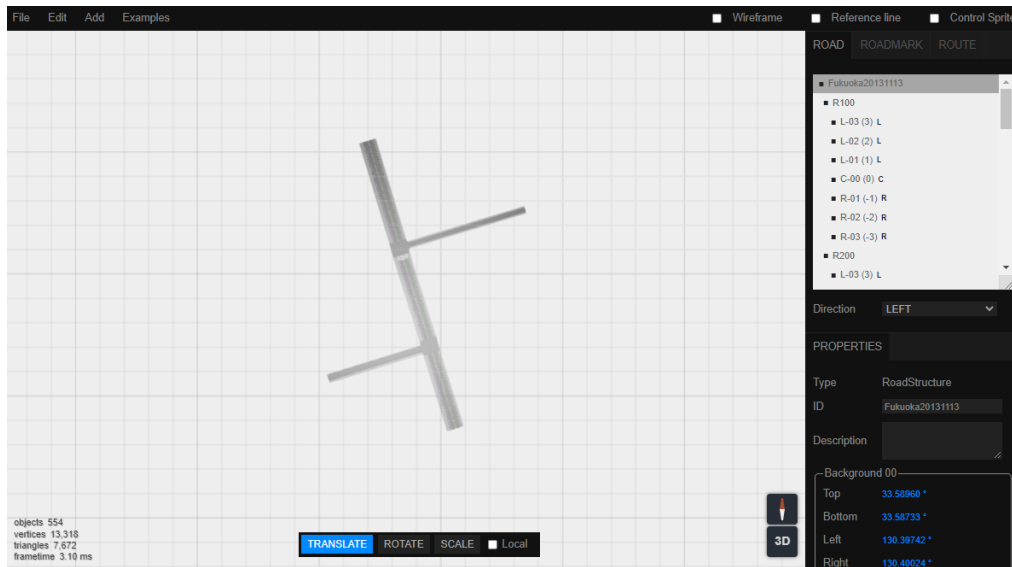 File Edit Add Examples Wireframe Reference line Control Sprite
ROAD ROADMARK ROUTE
Fukuoka20131113
R100
L-03 (3) L
L-02 (2) L
L-01 (1) L
C-00 (0) C
R-01 (-1) R
R-02 (-2) R
R-03 (-3) R
R200
L-03 (3) L
Direction LEFT
PROPERTIES
Type RoadStructure
ID Fukuoka20131113
Description
Background 00
Top 33.58960 °
Bottom 33.58733 °
Left 130.39742 °
Right 130.40024 °
objects 554
vertices 13,318
triangles 7,672
frametime 3.10 ms
TRANSLATE ROTATE SCALE Local
3D